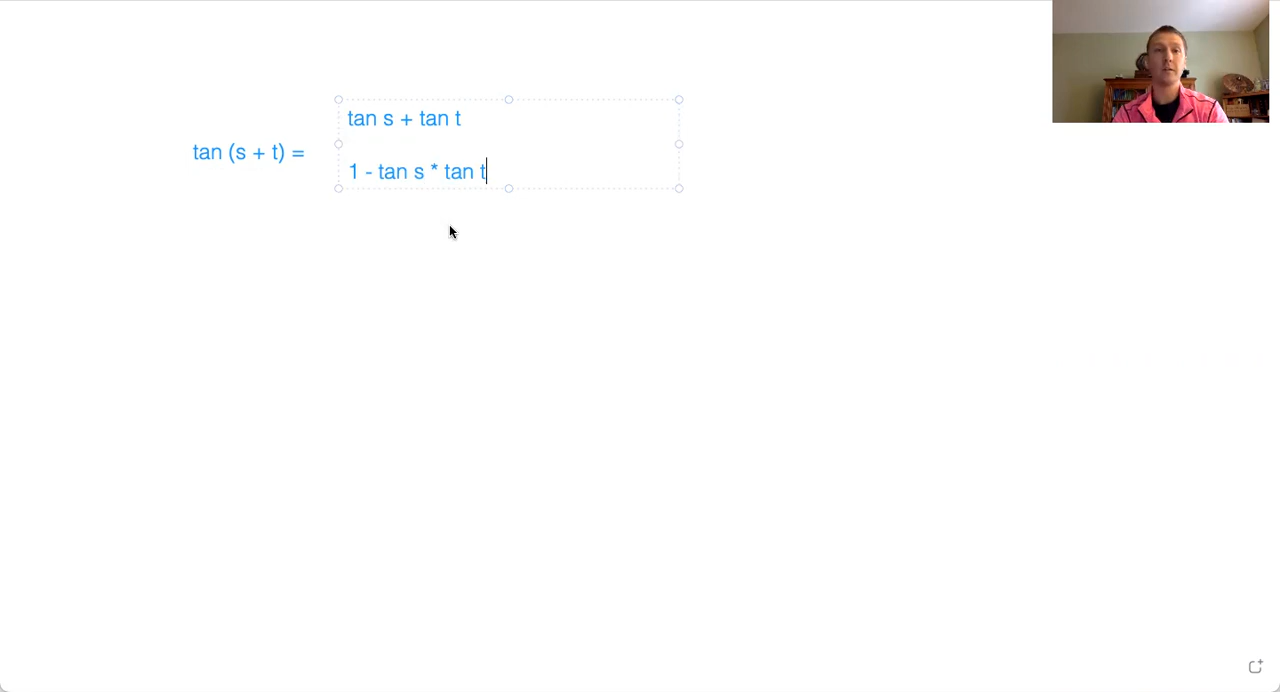 tan s + tan t
tan (s + t) =
1 - tan s * tan t